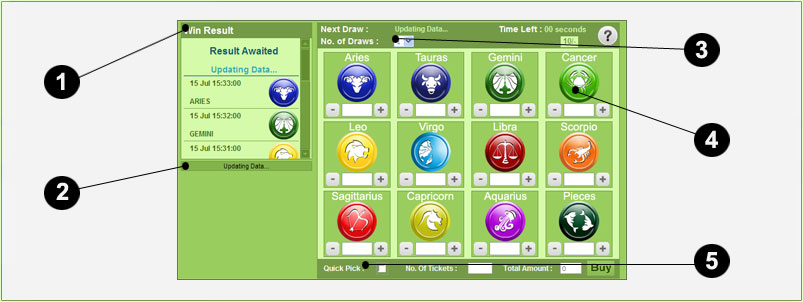 Win Result
Result Awaited
Updating Data...
15 Jul 15:33:00
ARIES
15 Jul 15:32:00
GEMINI
15 Jul 15:31:00
Updating Data...
Next Draw : Updating Data... Time Left : 00 seconds
No. of Draws : ?
Aries Tauras Gemini Cancer
- + - + - + - +
Leo Virgo Libra Scorpio
- + - + - + - +
Sagittarius Capricorn Aquarius Pieces
- + - + - + - +
Quick Pick : No. Of Tickets : Total Amount : 0 Buy
1
2
3
4
5